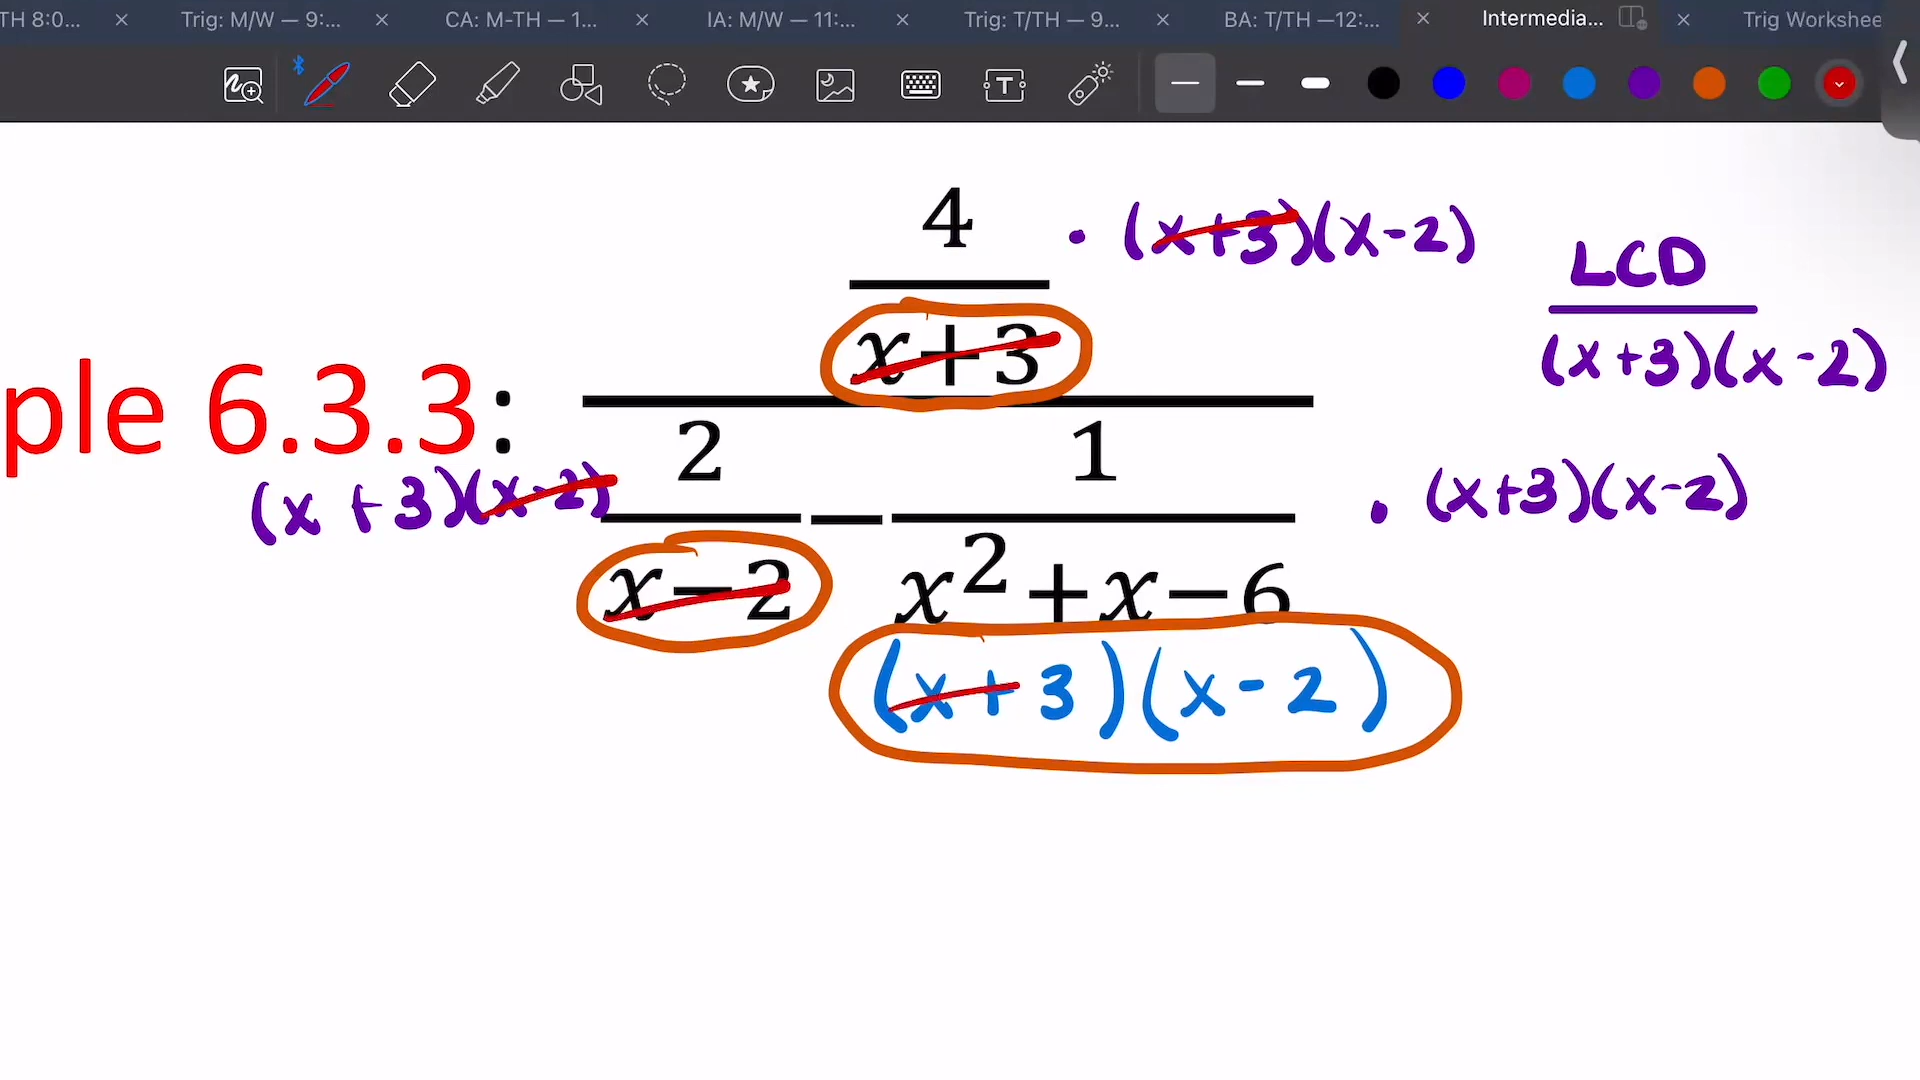 TH 8:0... Trig: M/W — 9:... CA: M-TH — 1... IA: M/W — 11:... Trig: T/TH — 9... BA: T/TH —12:... Intermedia... Trig Workshee
4 · (x+3)(x-2)
LCD
x+3
(x+3)(x-2)
ple 6.3.3:
2 1
(x+3)(x-2) − · (x+3)(x-2)
x−2 x²+x−6
(x+3)(x-2)